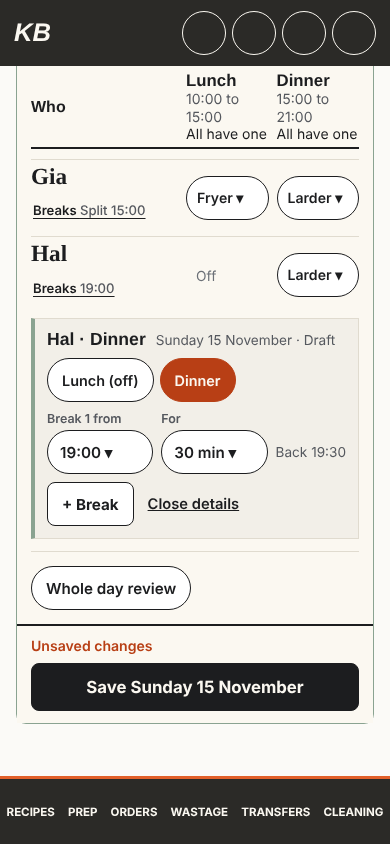 KB
Who
Lunch
10:00 to
15:00
All have one
Dinner
15:00 to
21:00
All have one
Gia
Breaks Split 15:00
Fryer ▾
Larder ▾
Hal
Breaks 19:00
Off
Larder ▾
Hal · Dinner Sunday 15 November · Draft
Lunch (off) Dinner
Break 1 from For
19:00 ▾ 30 min ▾ Back 19:30
+ Break Close details
Whole day review
Unsaved changes
Save Sunday 15 November
RECIPES PREP ORDERS WASTAGE TRANSFERS CLEANING